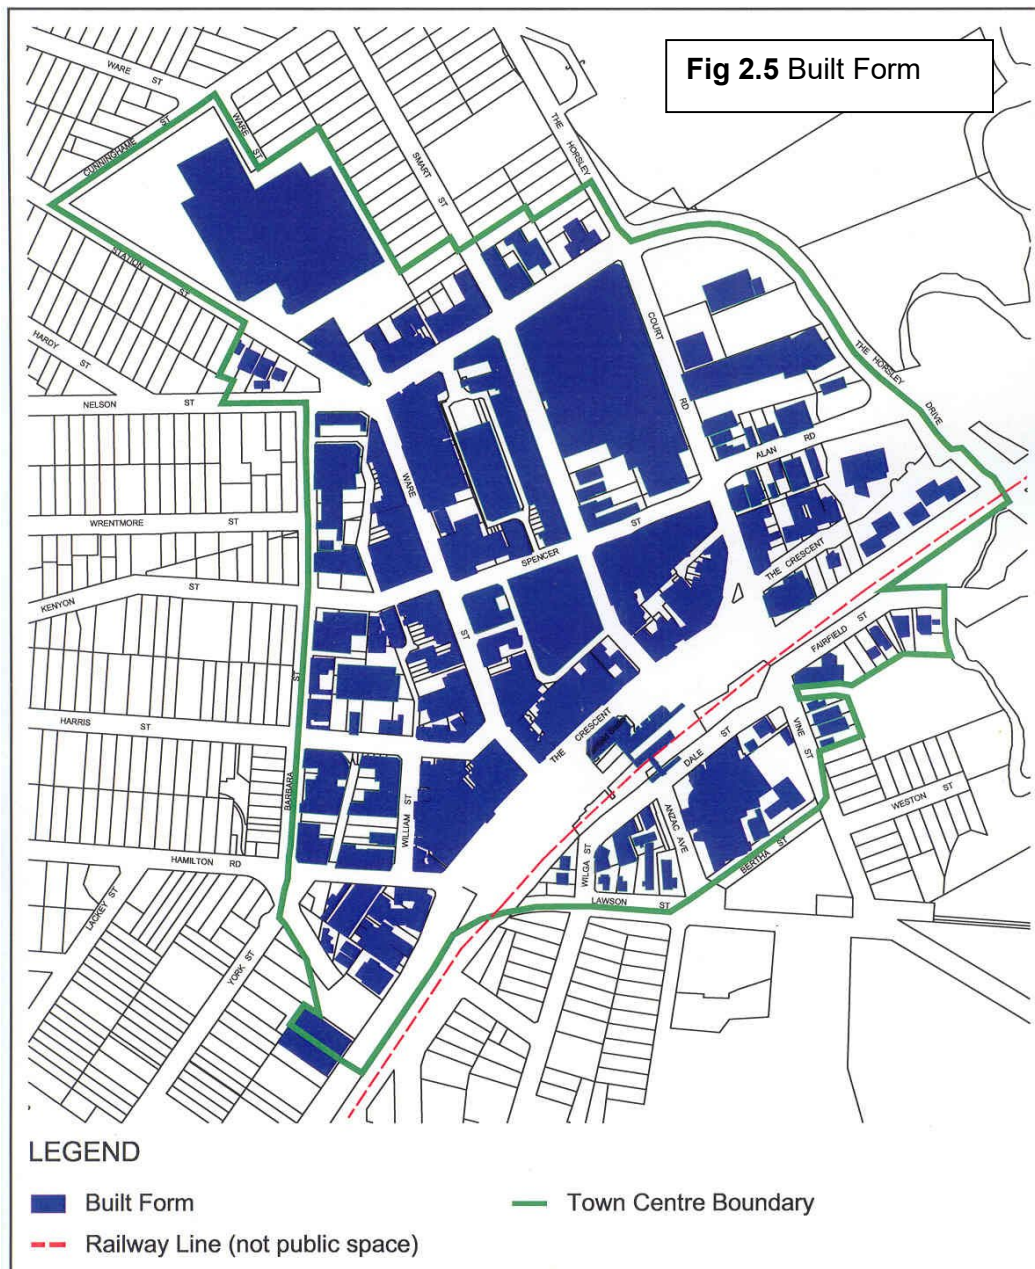 Fig 2.5 Built Form
WARE ST
CUNNINGHAME ST
WARE ST
SMART ST
THE HORSLEY
STATION ST
HARDY ST
NELSON ST
COURT RD
THE HORSLEY DRIVE
WARE ST
ALAN RD
WRENTMORE ST
SPENCER ST
THE CRESCENT
KENYON ST
FAIRFIELD ST
HARRIS ST
BARBARA ST
THE CRESCENT
DALE ST
VINE ST
WESTON ST
WILLIAM ST
ANZAC AVE
WILGA ST
BERTHA ST
HAMILTON RD
LAWSON ST
LACKEY ST
YORK ST
LEGEND
Built Form
Town Centre Boundary
Railway Line (not public space)